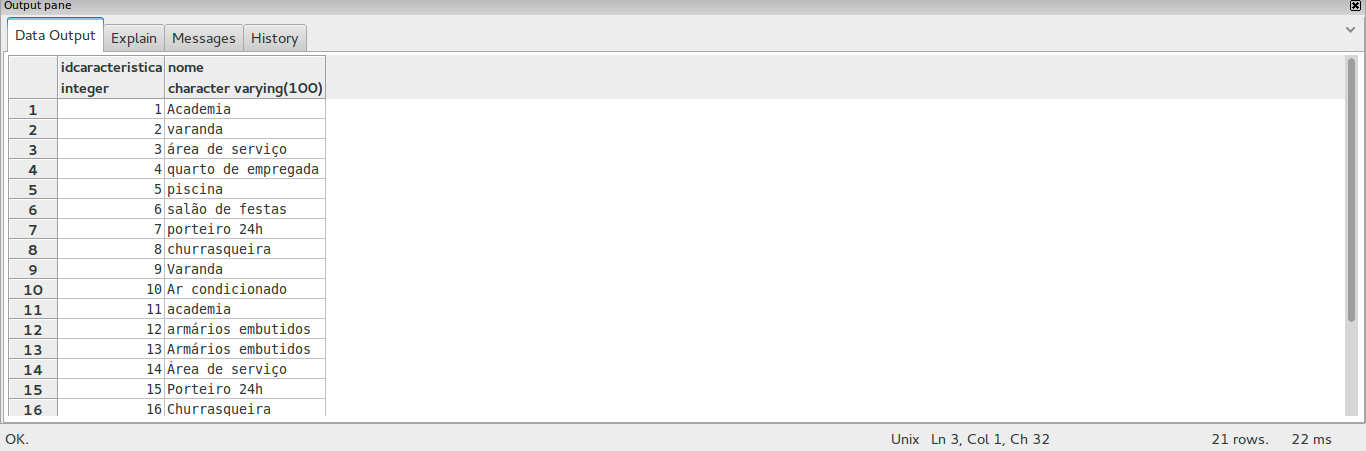 Output pane
Data Output Explain Messages History
idcaracteristica nome
integer character varying(100)
1 1 Academia
2 2 varanda
3 3 área de serviço
4 4 quarto de empregada
5 5 piscina
6 6 salão de festas
7 7 porteiro 24h
8 8 churrasqueira
9 9 Varanda
10 10 Ar condicionado
11 11 academia
12 12 armários embutidos
13 13 Armários embutidos
14 14 Área de serviço
15 15 Porteiro 24h
16 16 Churrasqueira
OK. Unix Ln 3, Col 1, Ch 32 21 rows. 22 ms